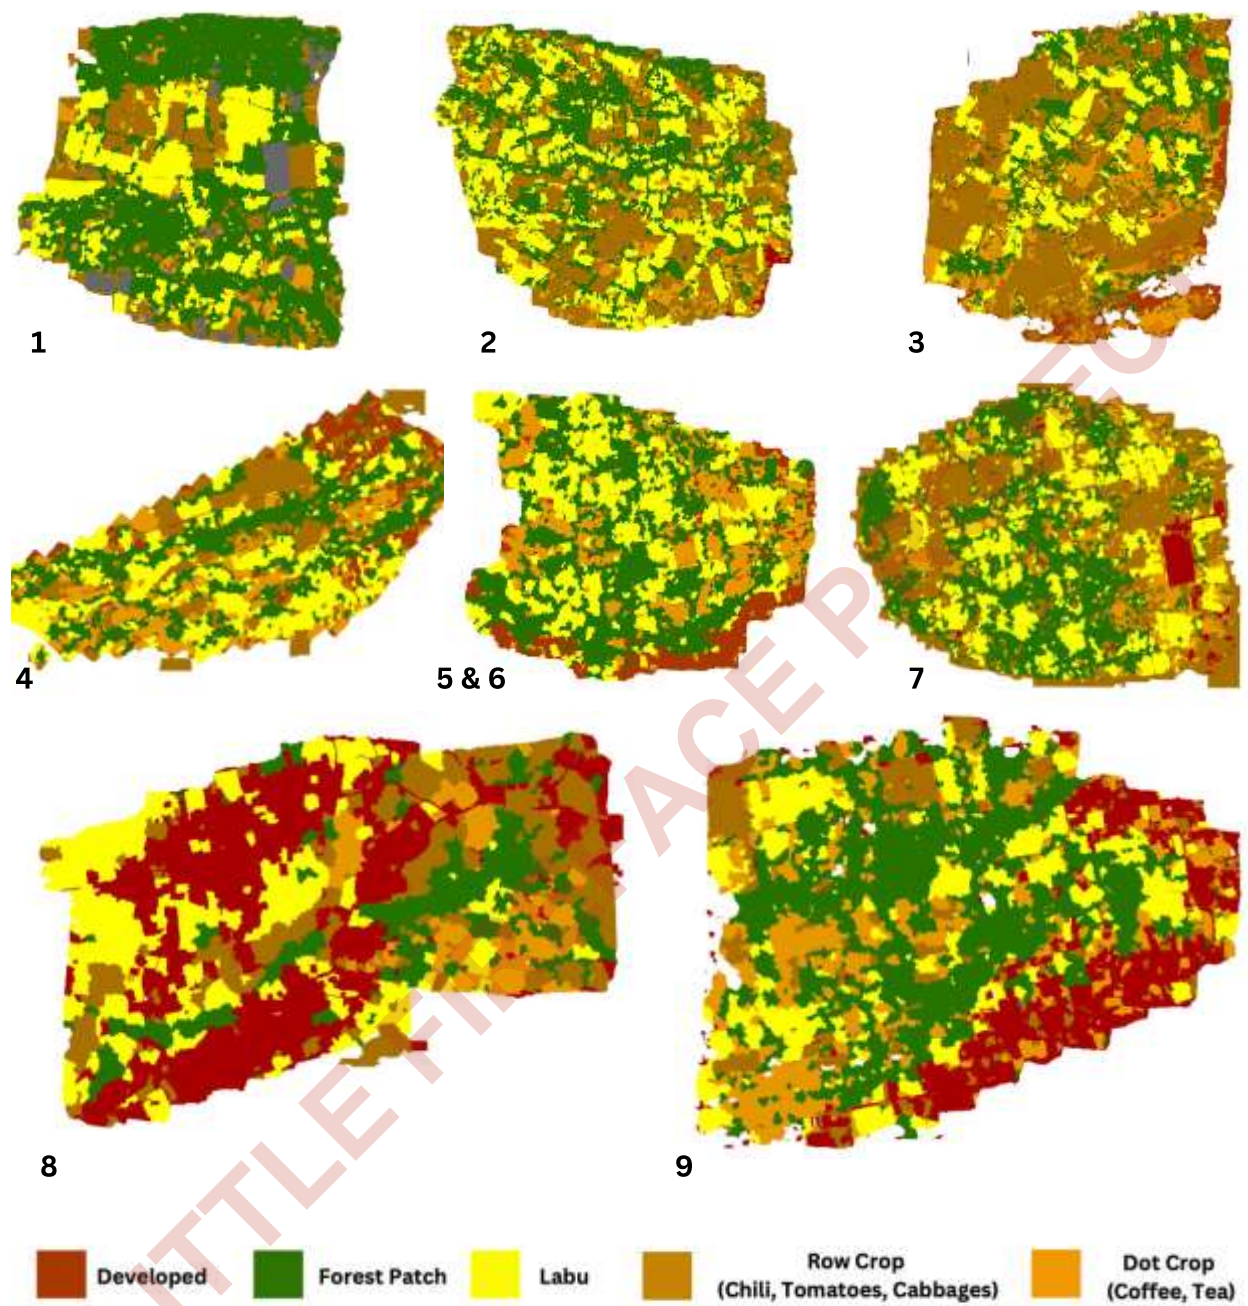 1
2
3
4
5 & 6
7
8
9
Developed
Forest Patch
Labu
Row Crop
(Chili, Tomatoes, Cabbages)
Dot Crop
(Coffee, Tea)